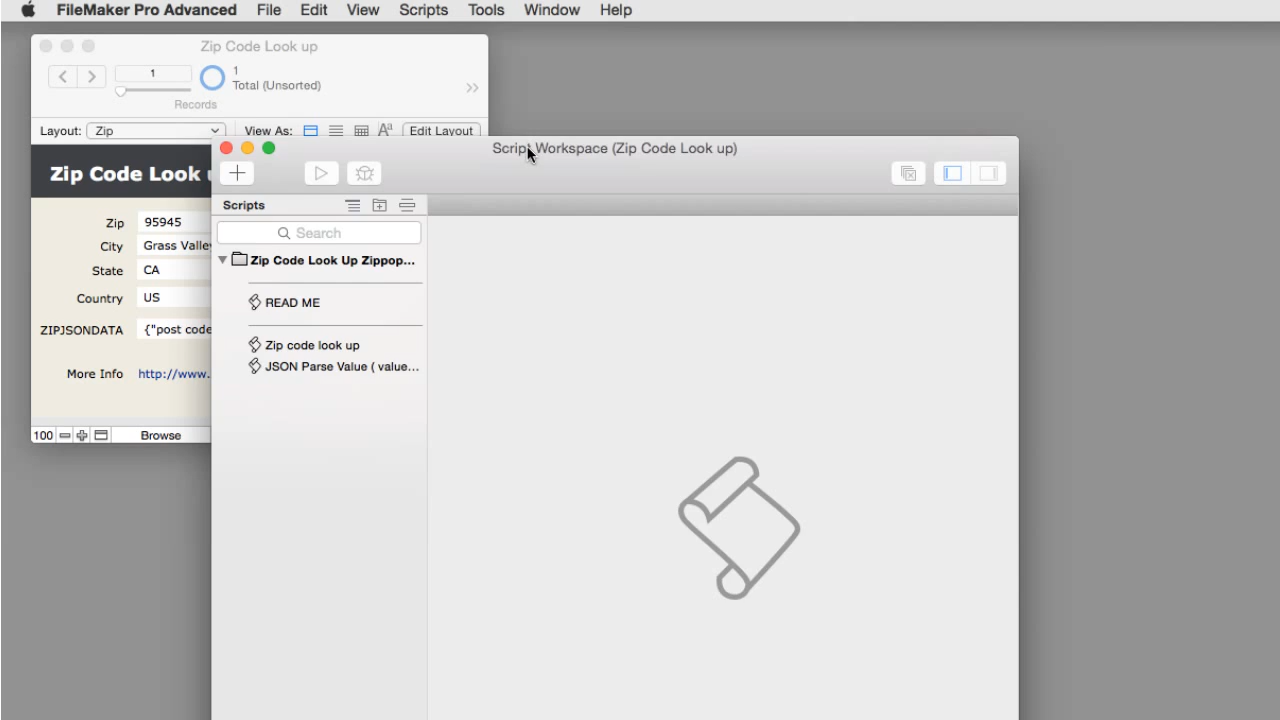 FileMaker Pro Advanced File Edit View Scripts Tools Window Help
Zip Code Look up
1
1
Total (Unsorted)
Records
Layout: Zip View As: Aa Edit Layout
Zip Code Look
Zip 95945
City Grass Valley
State CA
Country US
ZIPJSONDATA {"post code
More Info http://www.
100 Browse
Script Workspace (Zip Code Look up)
Scripts
Search
Zip Code Look Up Zippop...
READ ME
Zip code look up
JSON Parse Value ( value...